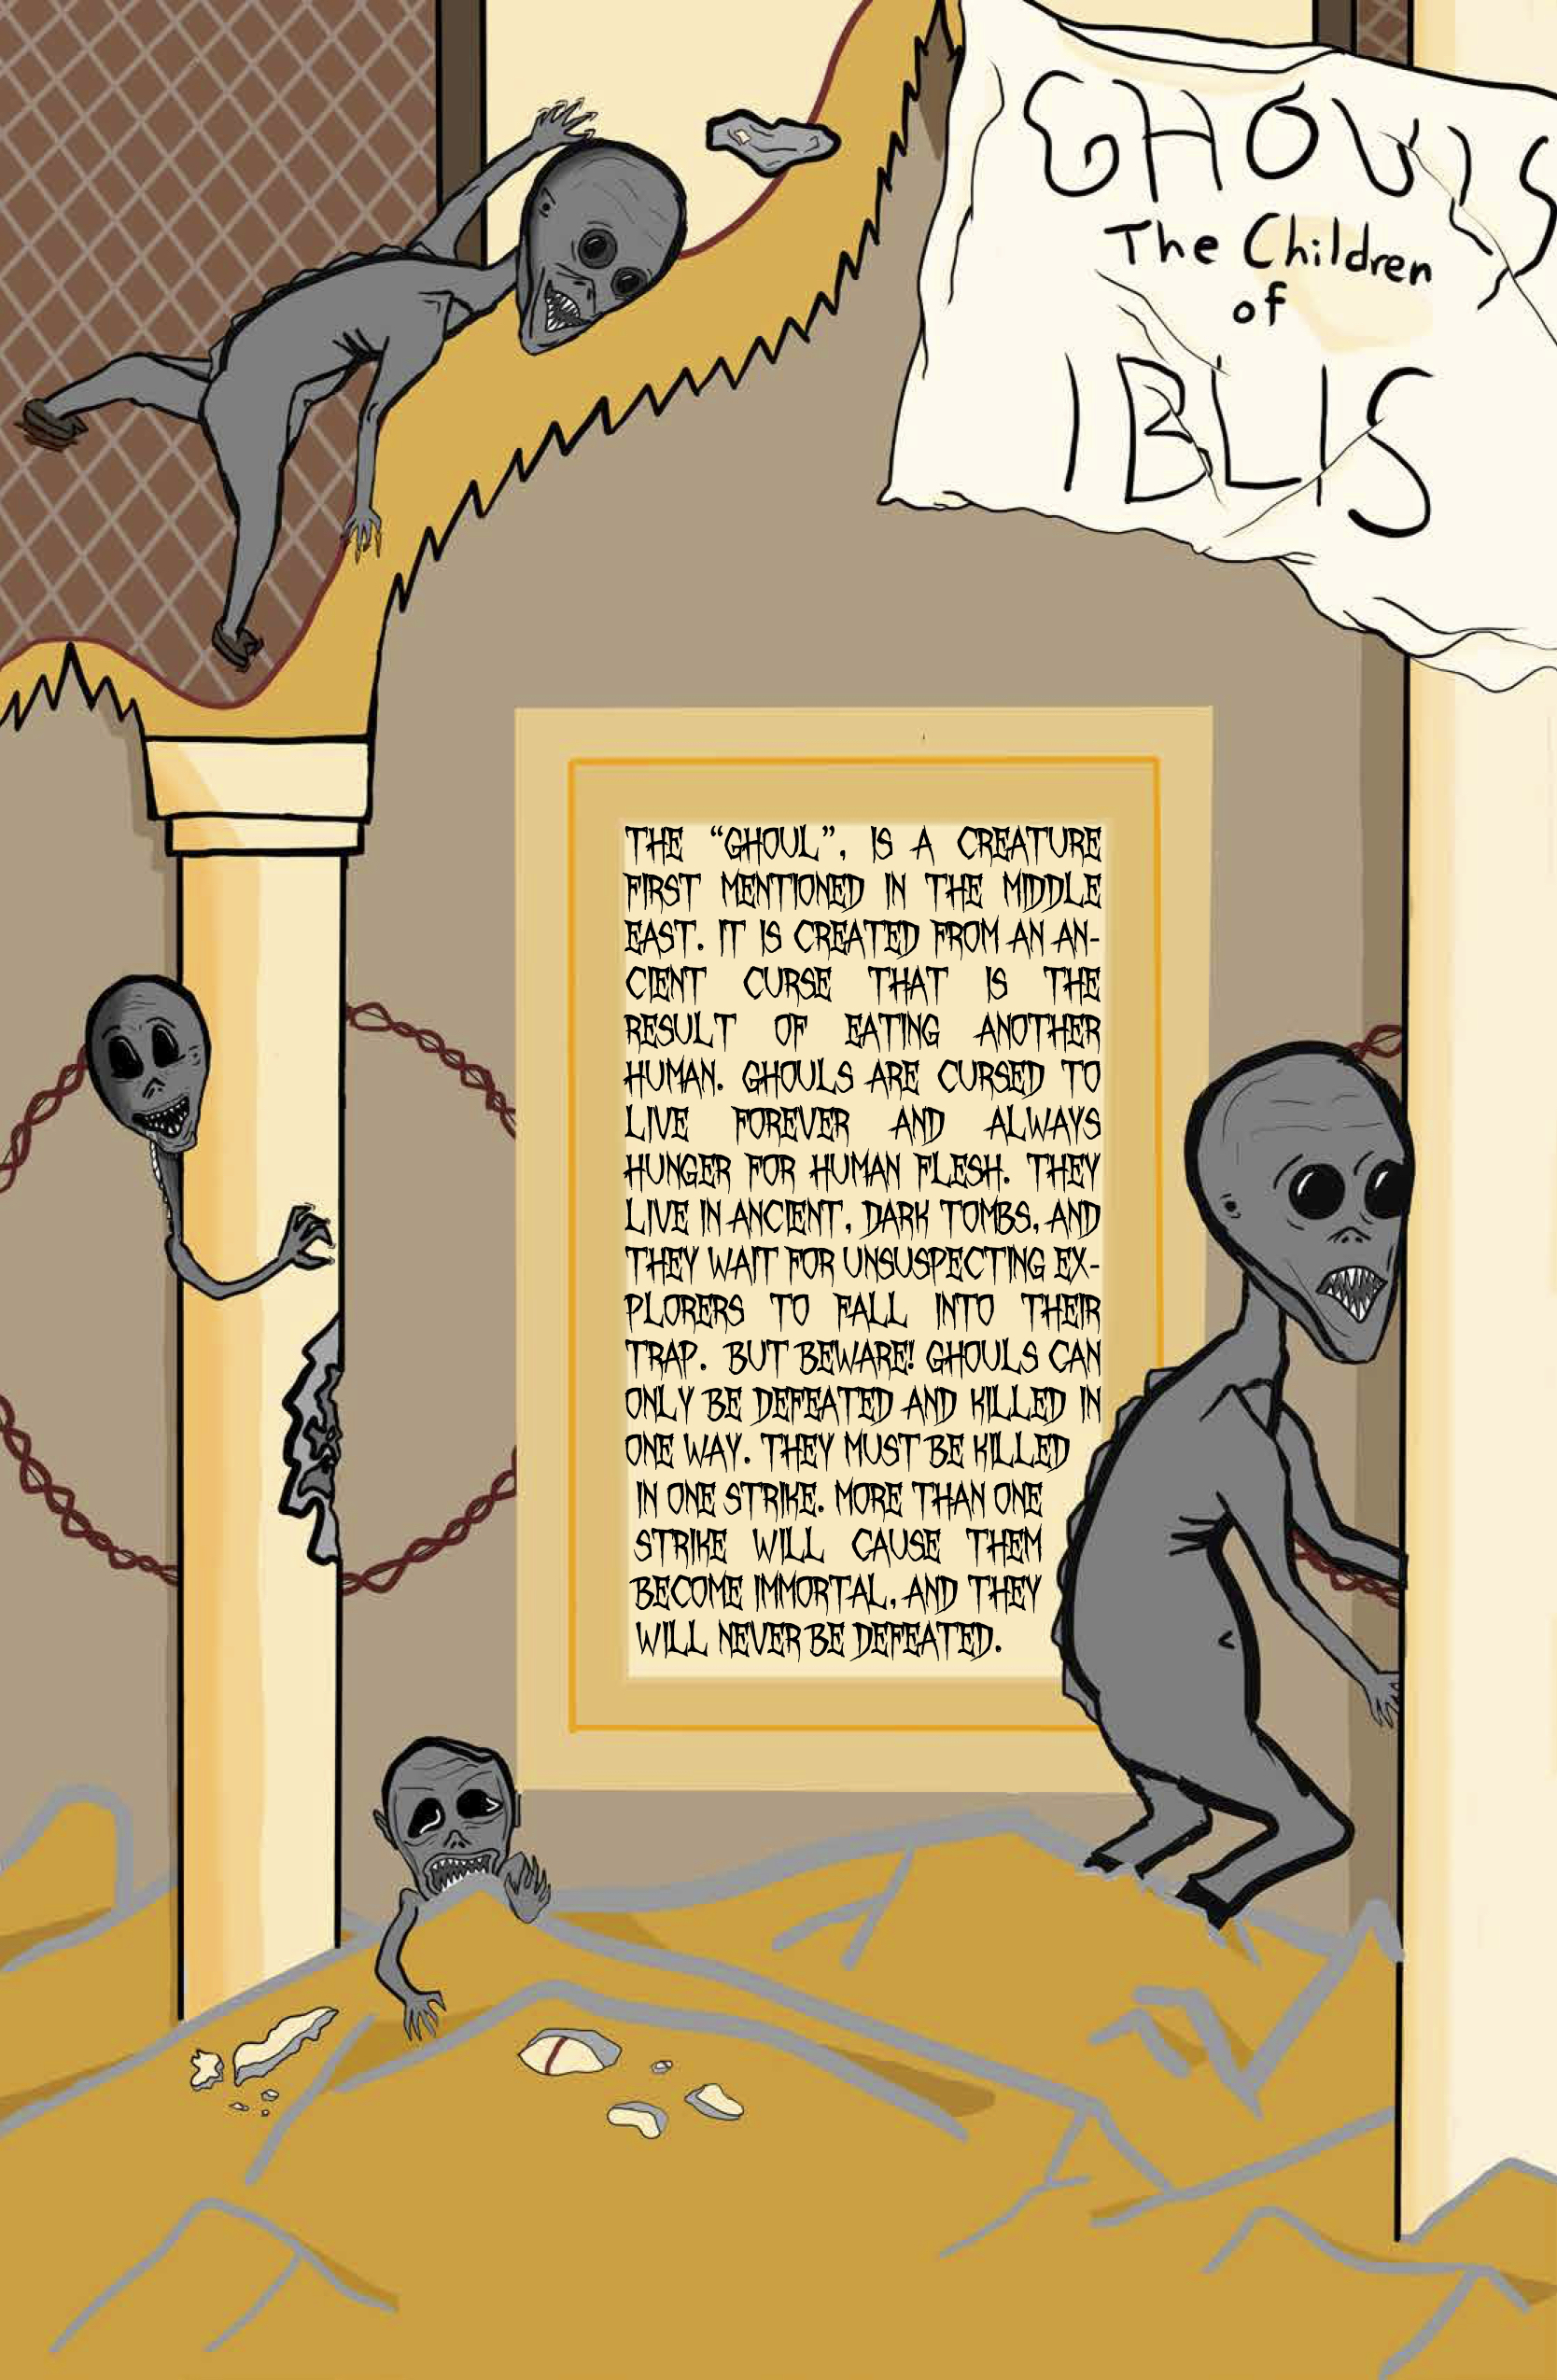 GHOULS
The Children
of
IBLIS
THE “GHOUL”, IS A CREATURE
FIRST MENTIONED IN THE MIDDLE
EAST. IT IS CREATED FROM AN AN-
CIENT CURSE THAT IS THE
RESULT OF EATING ANOTHER
HUMAN. GHOULS ARE CURSED TO
LIVE FOREVER AND ALWAYS
HUNGER FOR HUMAN FLESH. THEY
LIVE IN ANCIENT, DARK TOMBS, AND
THEY WAIT FOR UNSUSPECTING EX-
PLORERS TO FALL INTO THEIR
TRAP. BUT BEWARE! GHOULS CAN
ONLY BE DEFEATED AND KILLED IN
ONE WAY. THEY MUST BE KILLED
IN ONE STRIKE. MORE THAN ONE
STRIKE WILL CAUSE THEM
BECOME IMMORTAL, AND THEY
WILL NEVER BE DEFEATED.